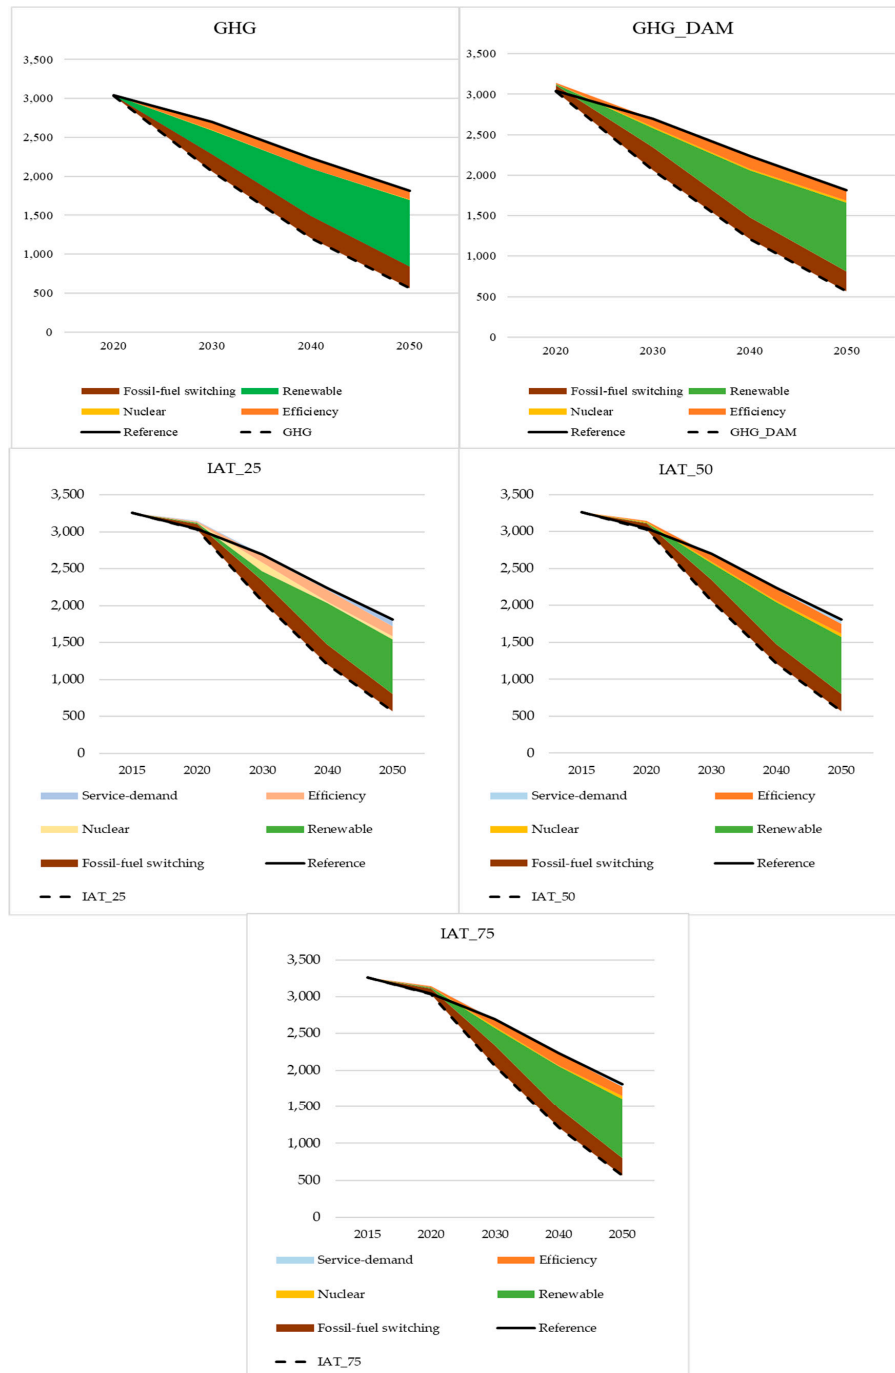 GHG
3,500
3,000
2,500
2,000
1,500
1,000
500
0
2020 2030 2040 2050
Fossil-fuel switching Renewable
Nuclear Efficiency
Reference GHG
GHG_DAM
3,500
3,000
2,500
2,000
1,500
1,000
500
0
2020 2030 2040 2050
Fossil-fuel switching Renewable
Nuclear Efficiency
Reference GHG_DAM
IAT_25
3,500
3,000
2,500
2,000
1,500
1,000
500
0
2015 2020 2030 2040 2050
Service-demand Efficiency
Nuclear Renewable
Fossil-fuel switching Reference
IAT_25
IAT_50
3,500
3,000
2,500
2,000
1,500
1,000
500
0
2015 2020 2030 2040 2050
Service-demand Efficiency
Nuclear Renewable
Fossil-fuel switching Reference
IAT_50
IAT_75
3,500
3,000
2,500
2,000
1,500
1,000
500
0
2015 2020 2030 2040 2050
Service-demand Efficiency
Nuclear Renewable
Fossil-fuel switching Reference
IAT_75